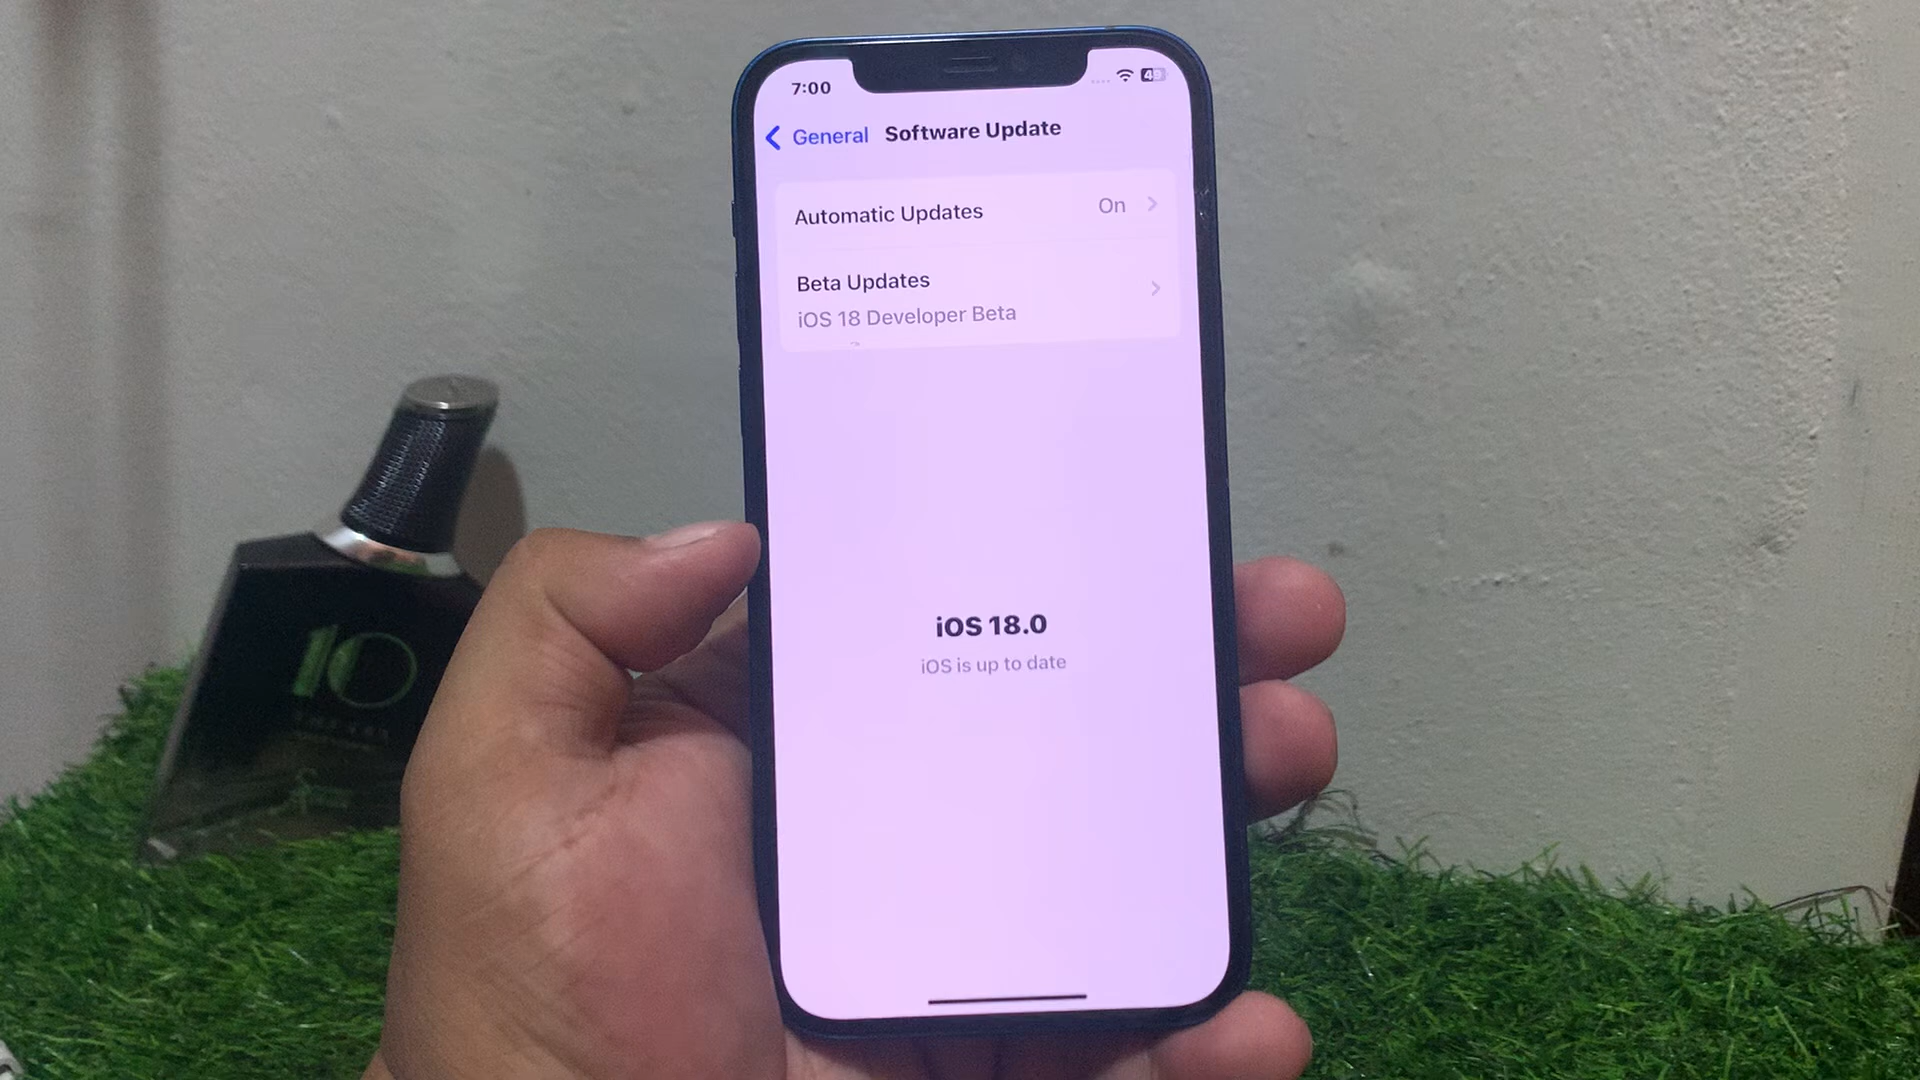 7:00
General Software Update
Automatic Updates On
Beta Updates
iOS 18 Developer Beta
iOS 18.0
iOS is up to date
10